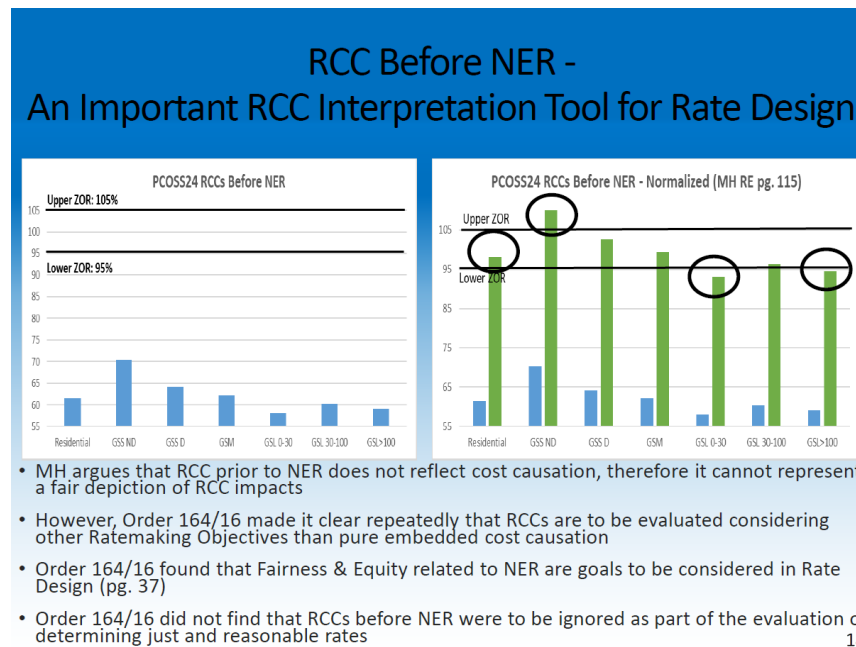 RCC Before NER -
An Important RCC Interpretation Tool for Rate Design
PCOSS24 RCCs Before NER
Upper ZOR: 105%
105
100
95
Lower ZOR: 95%
90
85
80
75
70
65
60
55
Residential GSS ND GSS D GSM GSL 0-30 GSL 30-100 GSL>100
PCOSS24 RCCs Before NER - Normalized (MH RE pg. 115)
Upper ZOR
105
95
Lower ZOR
85
75
65
55
Residential GSS ND GSS D GSM GSL 0-30 GSL 30-100 GSL>100
• MH argues that RCC prior to NER does not reflect cost causation, therefore it cannot represent
a fair depiction of RCC impacts
• However, Order 164/16 made it clear repeatedly that RCCs are to be evaluated considering
other Ratemaking Objectives than pure embedded cost causation
• Order 164/16 found that Fairness & Equity related to NER are goals to be considered in Rate
Design (pg. 37)
• Order 164/16 did not find that RCCs before NER were to be ignored as part of the evaluation
determining just and reasonable rates